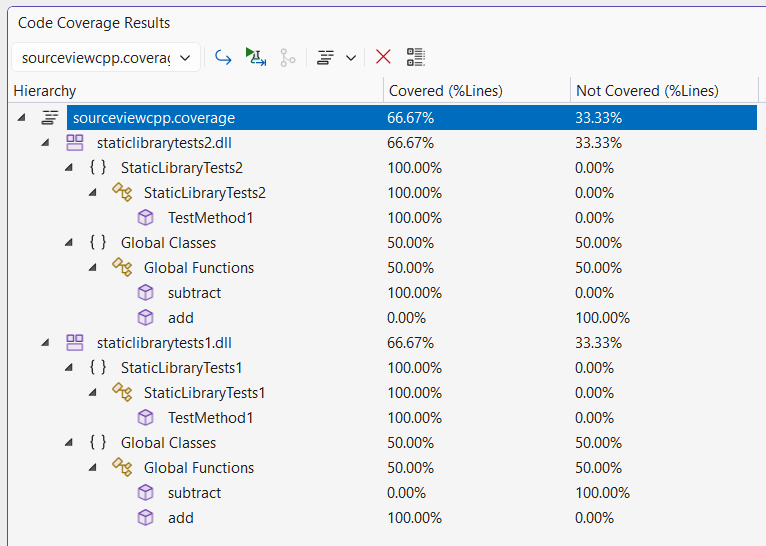 Code Coverage Results
sourceviewcpp.coverag
Hierarchy Covered (%Lines) Not Covered (%Lines)
sourceviewcpp.coverage 66.67% 33.33%
staticlibrarytests2.dll 66.67% 33.33%
{ } StaticLibraryTests2 100.00% 0.00%
StaticLibraryTests2 100.00% 0.00%
TestMethod1 100.00% 0.00%
{ } Global Classes 50.00% 50.00%
Global Functions 50.00% 50.00%
subtract 100.00% 0.00%
add 0.00% 100.00%
staticlibrarytests1.dll 66.67% 33.33%
{ } StaticLibraryTests1 100.00% 0.00%
StaticLibraryTests1 100.00% 0.00%
TestMethod1 100.00% 0.00%
{ } Global Classes 50.00% 50.00%
Global Functions 50.00% 50.00%
subtract 0.00% 100.00%
add 100.00% 0.00%